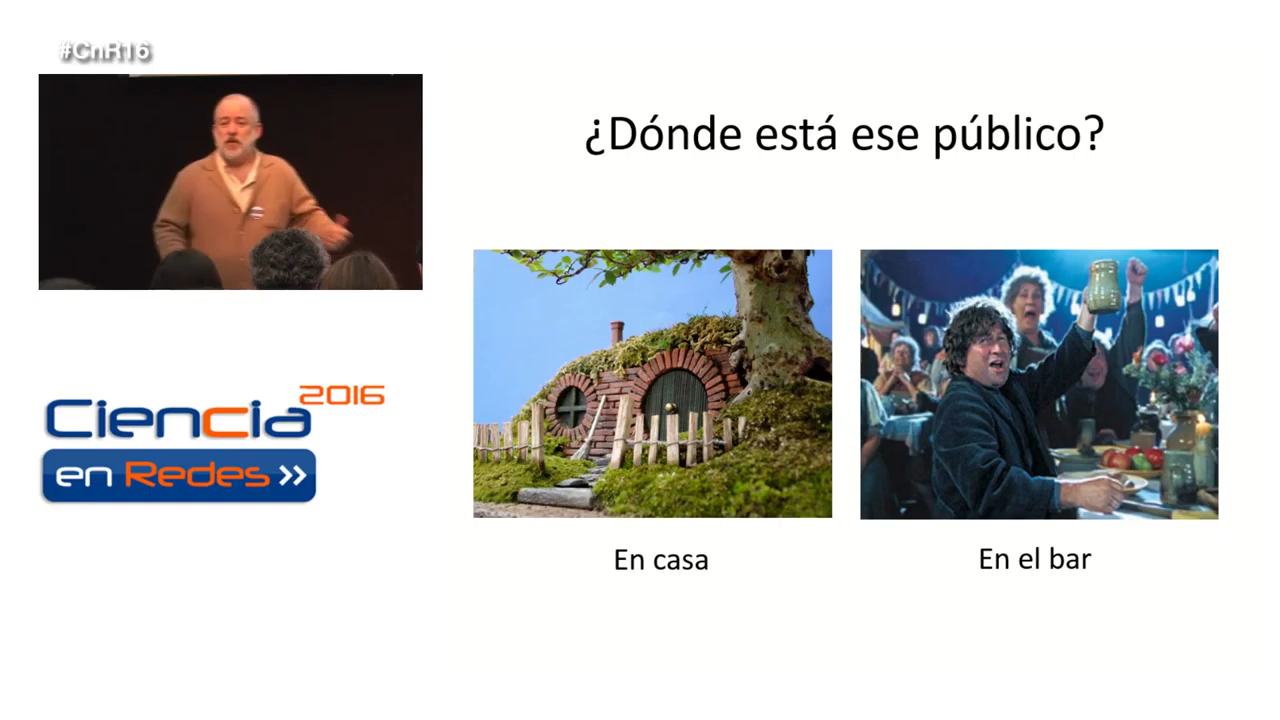 #CnR16
¿Dónde está ese público?
Ciencia 2016
en Redes »
En casa
En el bar